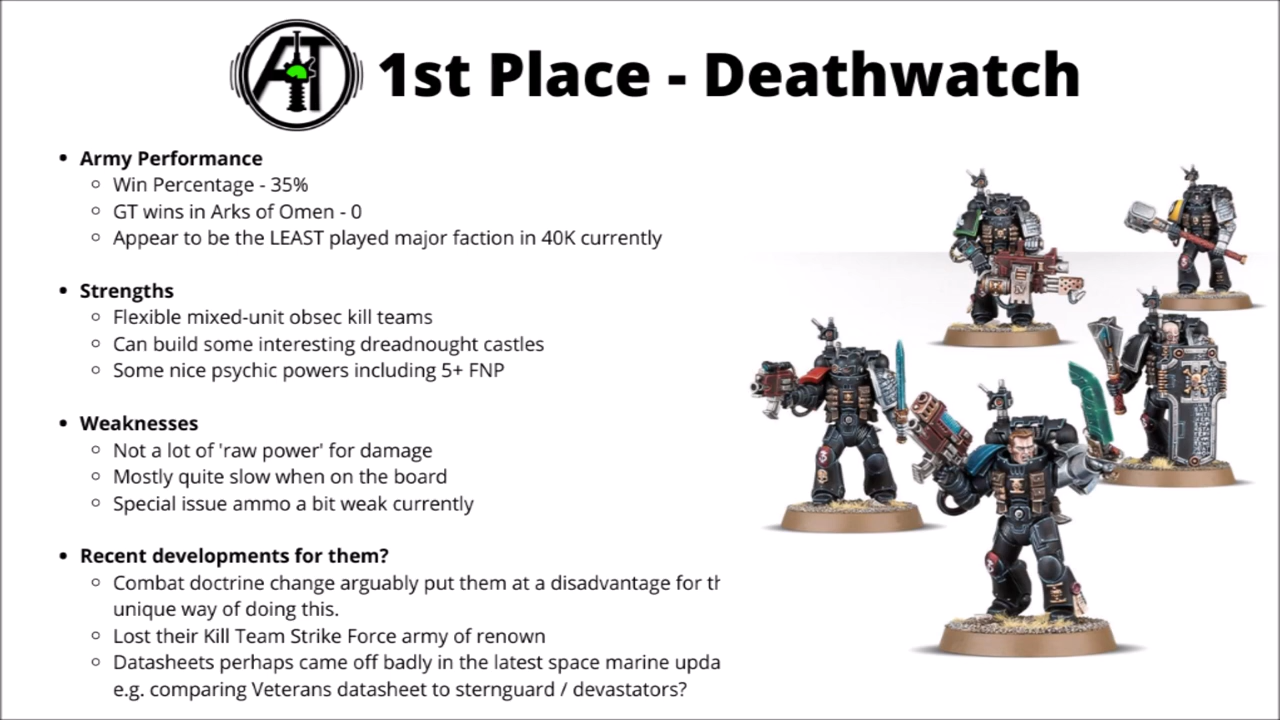 AT
1st Place - Deathwatch
• Army Performance
○ Win Percentage - 35%
○ GT wins in Arks of Omen - 0
○ Appear to be the LEAST played major faction in 40K currently
• Strengths
○ Flexible mixed-unit obsec kill teams
○ Can build some interesting dreadnought castles
○ Some nice psychic powers including 5+ FNP
• Weaknesses
○ Not a lot of 'raw power' for damage
○ Mostly quite slow when on the board
○ Special issue ammo a bit weak currently
• Recent developments for them?
○ Combat doctrine change arguably put them at a disadvantage for th
unique way of doing this.
○ Lost their Kill Team Strike Force army of renown
○ Datasheets perhaps came off badly in the latest space marine upda
e.g. comparing Veterans datasheet to sternguard / devastators?